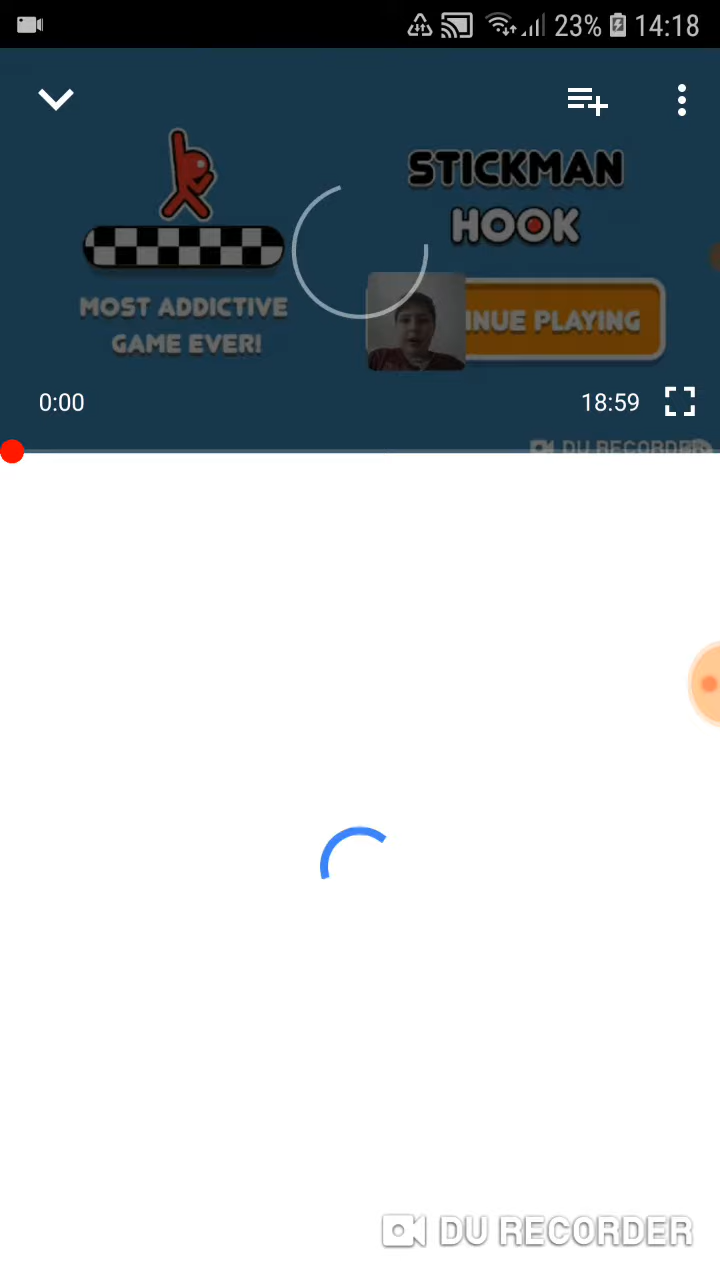 23% 14:18
STICKMAN
HOOK
MOST ADDICTIVE
GAME EVER!
INUE PLAYING
0:00 18:59
DU RECORDER
DU RECORDER